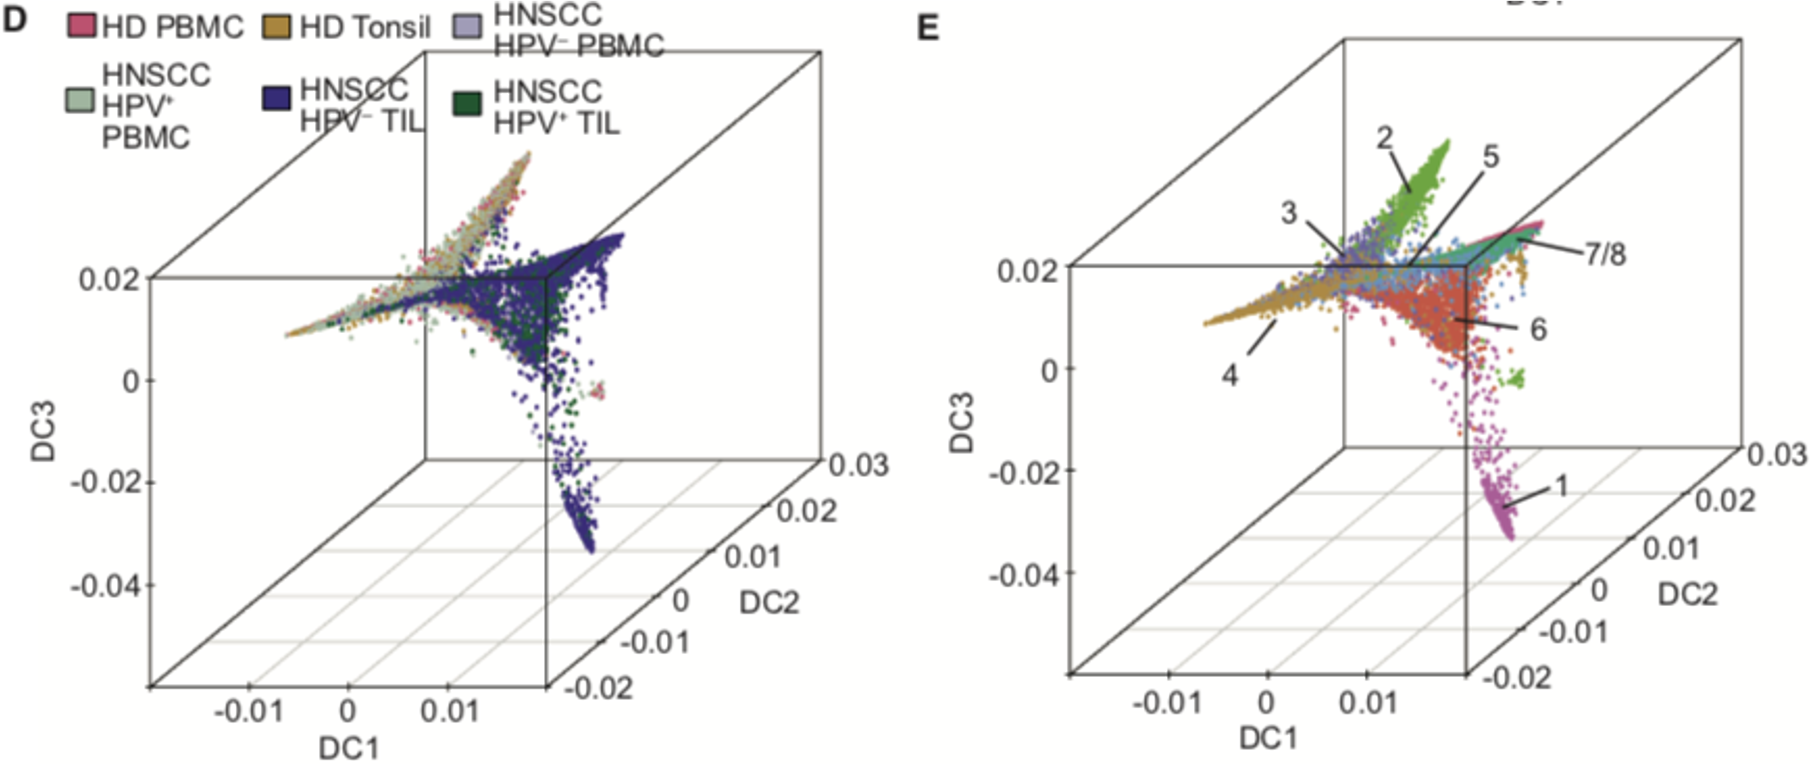 D
HD PBMC
HD Tonsil
HNSCC
HPV⁻ PBMC
HNSCC
HPV⁺
PBMC
HNSCC
HPV⁻ TIL
HNSCC
HPV⁺ TIL
0.02
0
-0.02
-0.04
DC3
-0.01
0
0.01
DC1
-0.02
-0.01
0
0.01
0.02
0.03
DC2
E
2
5
3
7/8
6
4
1
0.02
0
-0.02
-0.04
DC3
-0.01
0
0.01
DC1
-0.02
-0.01
0
0.01
0.02
0.03
DC2